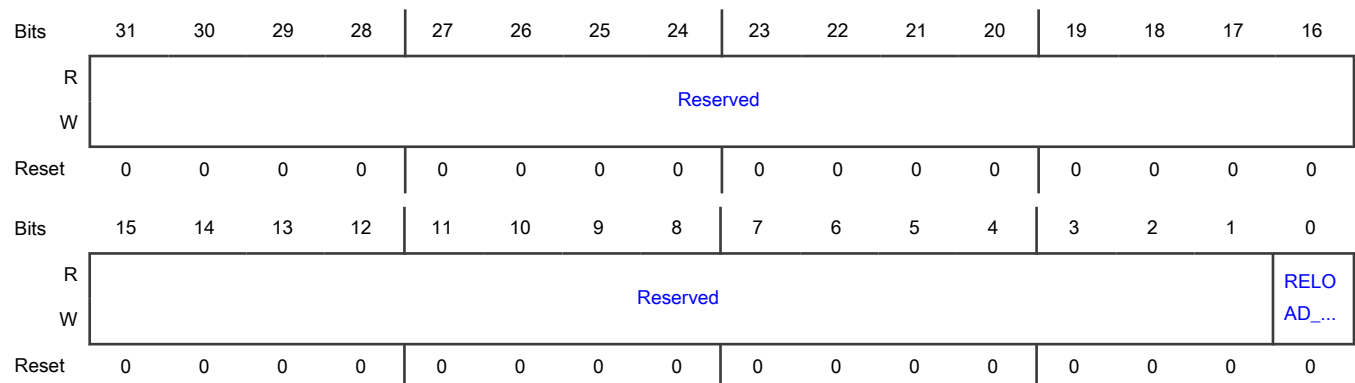 Bits 31 30 29 28 27 26 25 24 23 22 21 20 19 18 17 16
R
Reserved
W
Reset 0 0 0 0 0 0 0 0 0 0 0 0 0 0 0 0
Bits 15 14 13 12 11 10 9 8 7 6 5 4 3 2 1 0
R RELO
Reserved
W AD_...
Reset 0 0 0 0 0 0 0 0 0 0 0 0 0 0 0 0